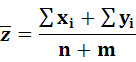 z̅ = (∑ xᵢ + ∑ yᵢ) / (n + m)